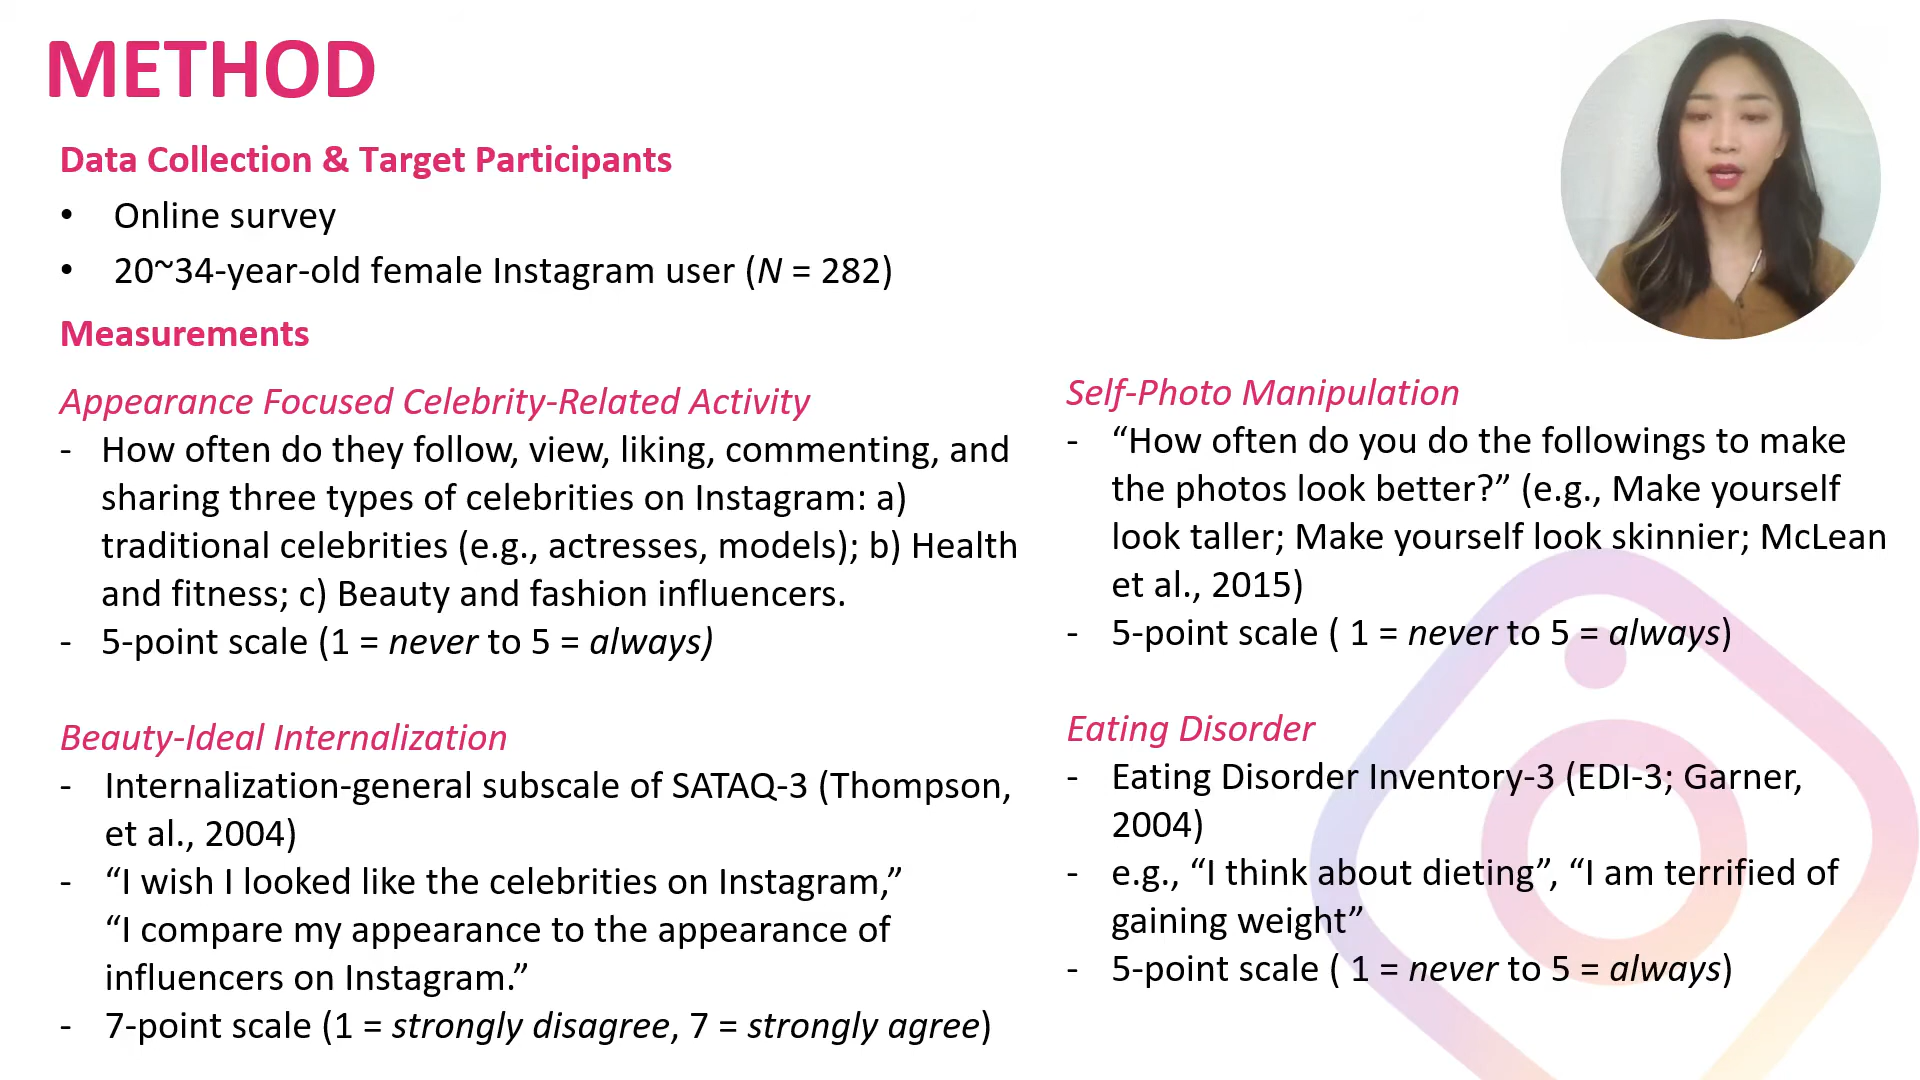 METHOD
Data Collection & Target Participants
• Online survey
• 20~34-year-old female Instagram user (N = 282)
Measurements
Appearance Focused Celebrity-Related Activity
- How often do they follow, view, liking, commenting, and
sharing three types of celebrities on Instagram: a)
traditional celebrities (e.g., actresses, models); b) Health
and fitness; c) Beauty and fashion influencers.
- 5-point scale (1 = never to 5 = always)
Beauty-Ideal Internalization
- Internalization-general subscale of SATAQ-3 (Thompson,
et al., 2004)
- “I wish I looked like the celebrities on Instagram,”
“I compare my appearance to the appearance of
influencers on Instagram.”
- 7-point scale (1 = strongly disagree, 7 = strongly agree)
Self-Photo Manipulation
- “How often do you do the followings to make
the photos look better?” (e.g., Make yourself
look taller; Make yourself look skinnier; McLean
et al., 2015)
- 5-point scale ( 1 = never to 5 = always)
Eating Disorder
- Eating Disorder Inventory-3 (EDI-3; Garner,
2004)
- e.g., “I think about dieting”, “I am terrified of
gaining weight”
- 5-point scale ( 1 = never to 5 = always)